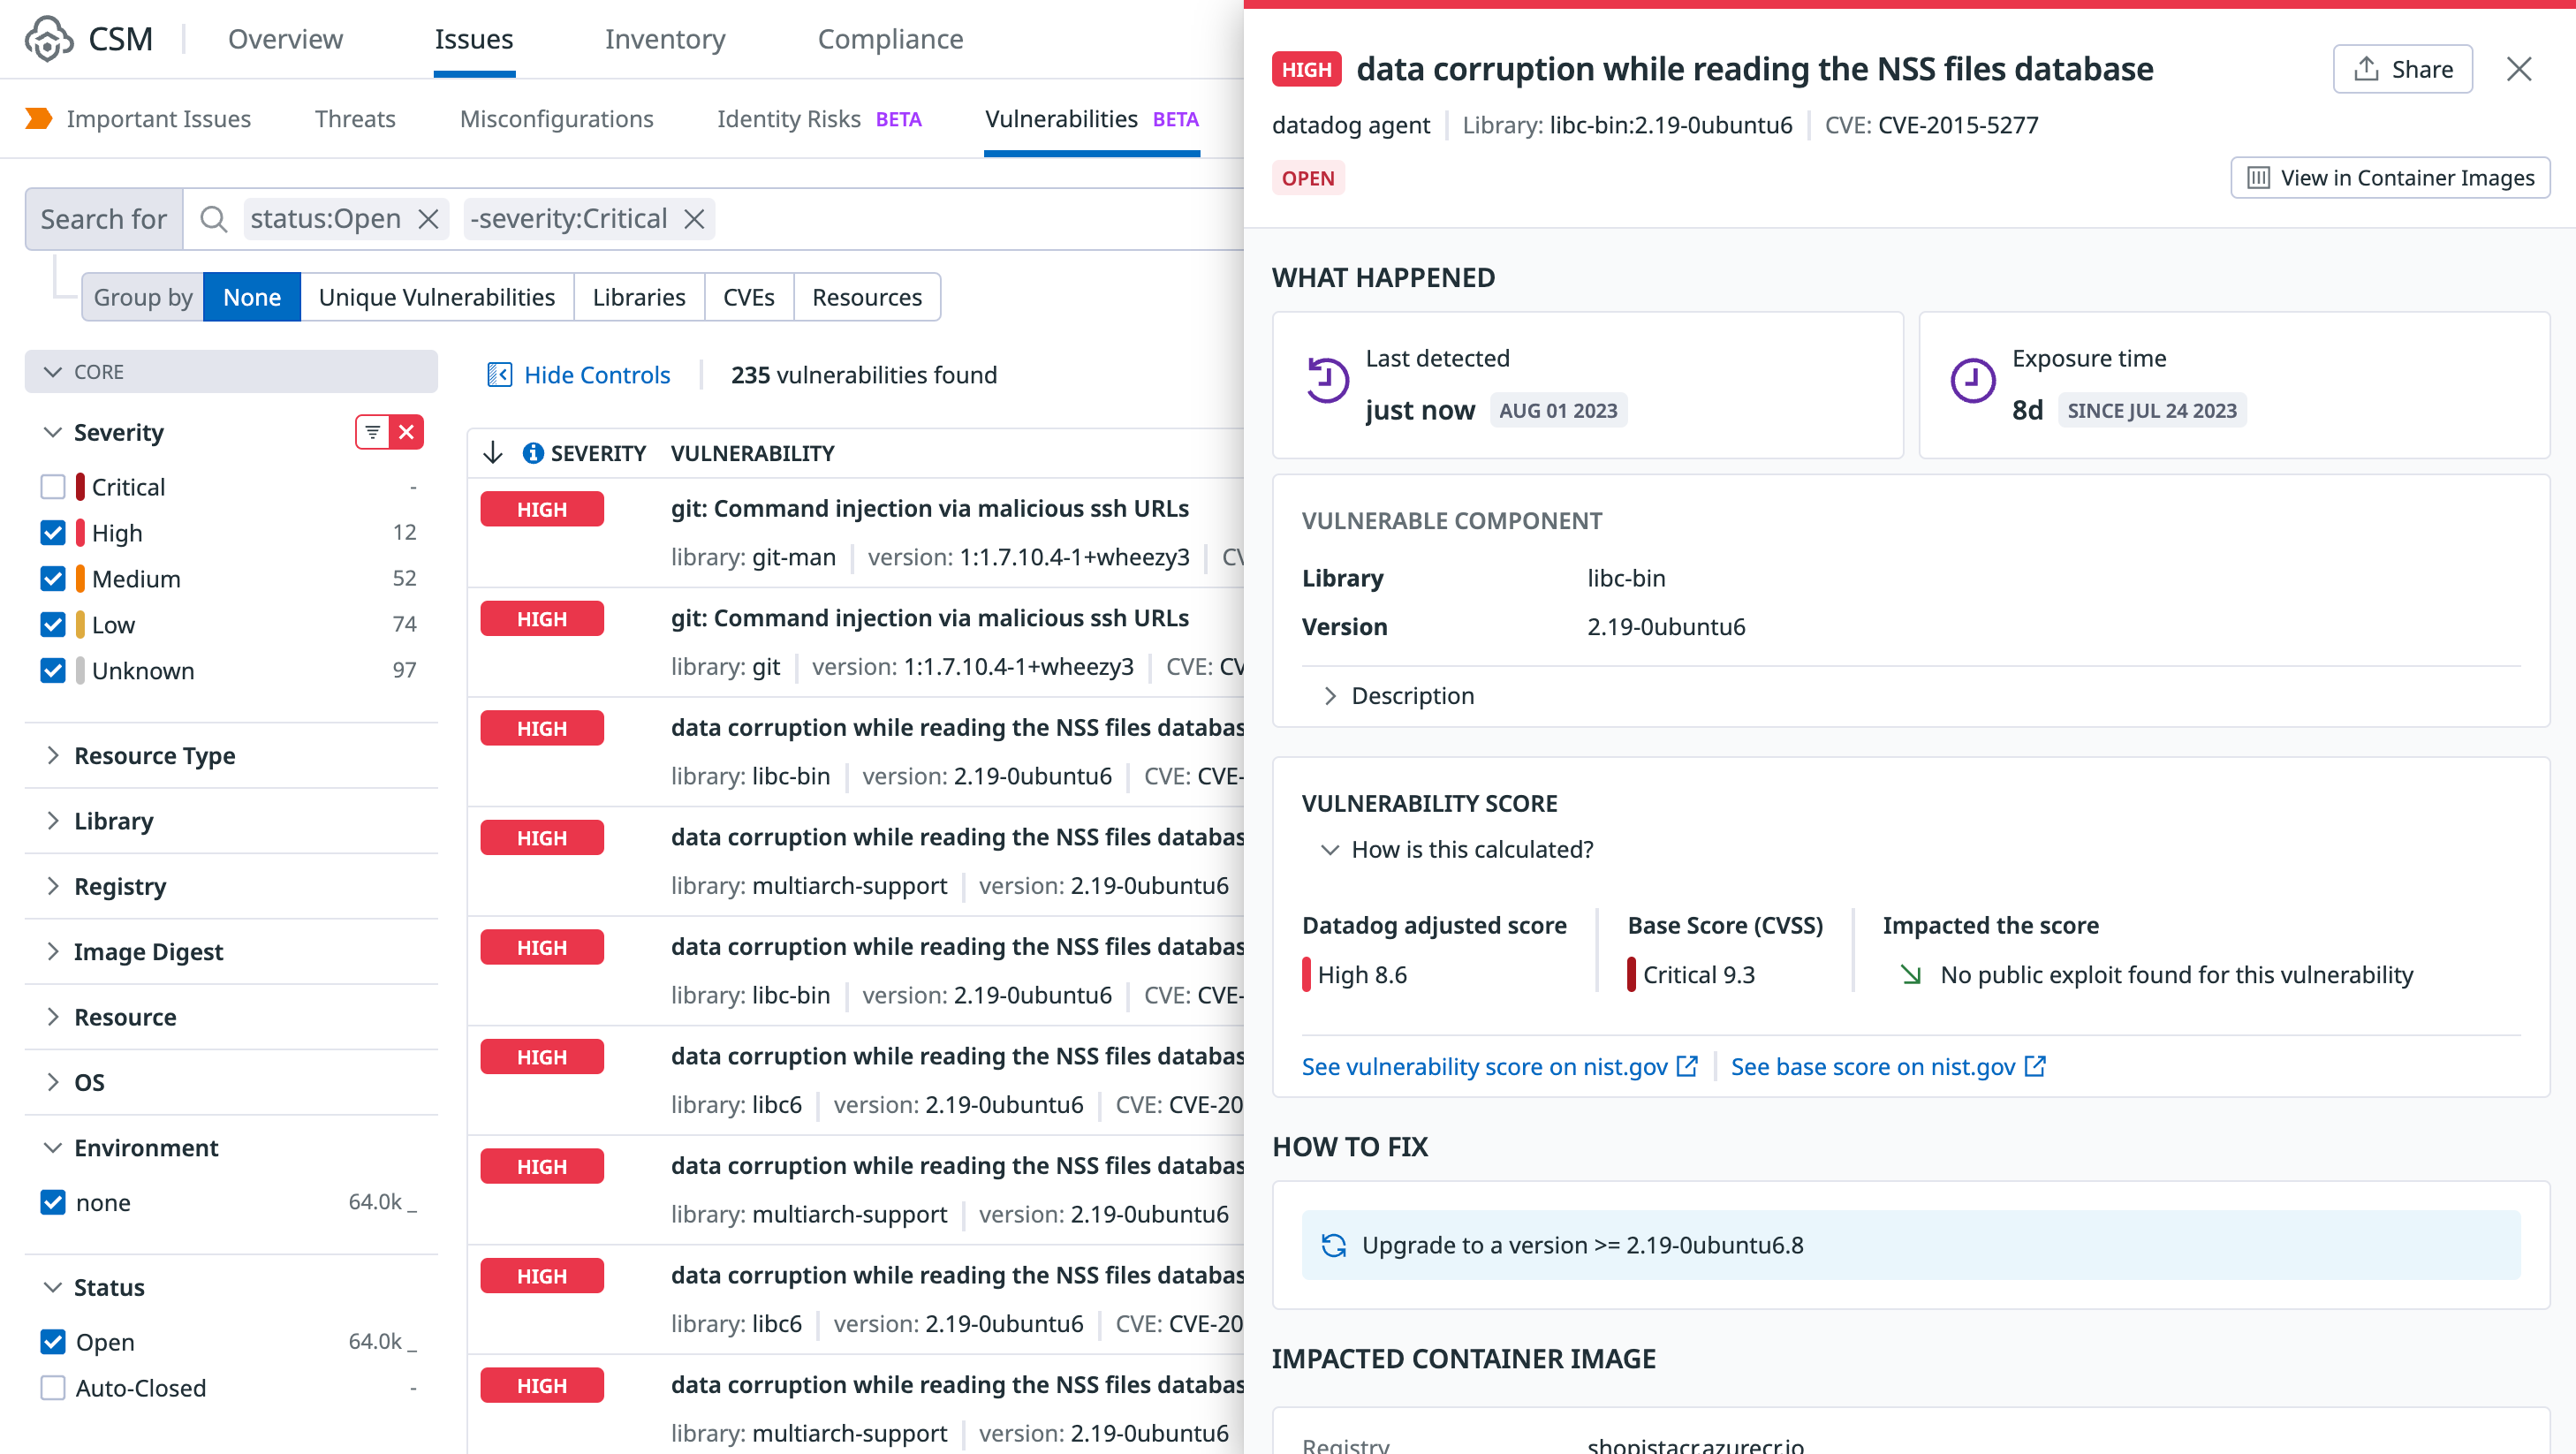 CSM Overview Issues Inventory Compliance
Important Issues Threats Misconfigurations Identity Risks BETA Vulnerabilities BETA
Search for status:Open -severity:Critical
Group by None Unique Vulnerabilities Libraries CVEs Resources
CORE
Severity
Critical -
High 12
Medium 52
Low 74
Unknown 97
Resource Type
Library
Registry
Image Digest
Resource
OS
Environment
none 64.0k _
Status
Open 64.0k _
Auto-Closed -
Hide Controls 235 vulnerabilities found
SEVERITY VULNERABILITY
HIGH git: Command injection via malicious ssh URLs
library: git-man version: 1:1.7.10.4-1+wheezy3
HIGH git: Command injection via malicious ssh URLs
library: git version: 1:1.7.10.4-1+wheezy3 CVE: CV
HIGH data corruption while reading the NSS files databas
library: libc-bin version: 2.19-0ubuntu6 CVE: CVE-
HIGH data corruption while reading the NSS files databas
library: multiarch-support version: 2.19-0ubuntu6
HIGH data corruption while reading the NSS files databas
library: libc-bin version: 2.19-0ubuntu6 CVE: CVE-
HIGH data corruption while reading the NSS files databas
library: libc6 version: 2.19-0ubuntu6 CVE: CVE-20
HIGH data corruption while reading the NSS files databas
library: multiarch-support version: 2.19-0ubuntu6
HIGH data corruption while reading the NSS files databas
library: libc6 version: 2.19-0ubuntu6 CVE: CVE-20
HIGH data corruption while reading the NSS files databas
library: multiarch-support version: 2.19-0ubuntu6
HIGH data corruption while reading the NSS files database Share
datadog agent Library: libc-bin:2.19-0ubuntu6 CVE: CVE-2015-5277
OPEN View in Container Images
WHAT HAPPENED
Last detected
just now AUG 01 2023
Exposure time
8d SINCE JUL 24 2023
VULNERABLE COMPONENT
Library libc-bin
Version 2.19-0ubuntu6
Description
VULNERABILITY SCORE
How is this calculated?
Datadog adjusted score Base Score (CVSS) Impacted the score
High 8.6 Critical 9.3 No public exploit found for this vulnerability
See vulnerability score on nist.gov See base score on nist.gov
HOW TO FIX
Upgrade to a version >= 2.19-0ubuntu6.8
IMPACTED CONTAINER IMAGE
Registry shopistacr.azurecr.io